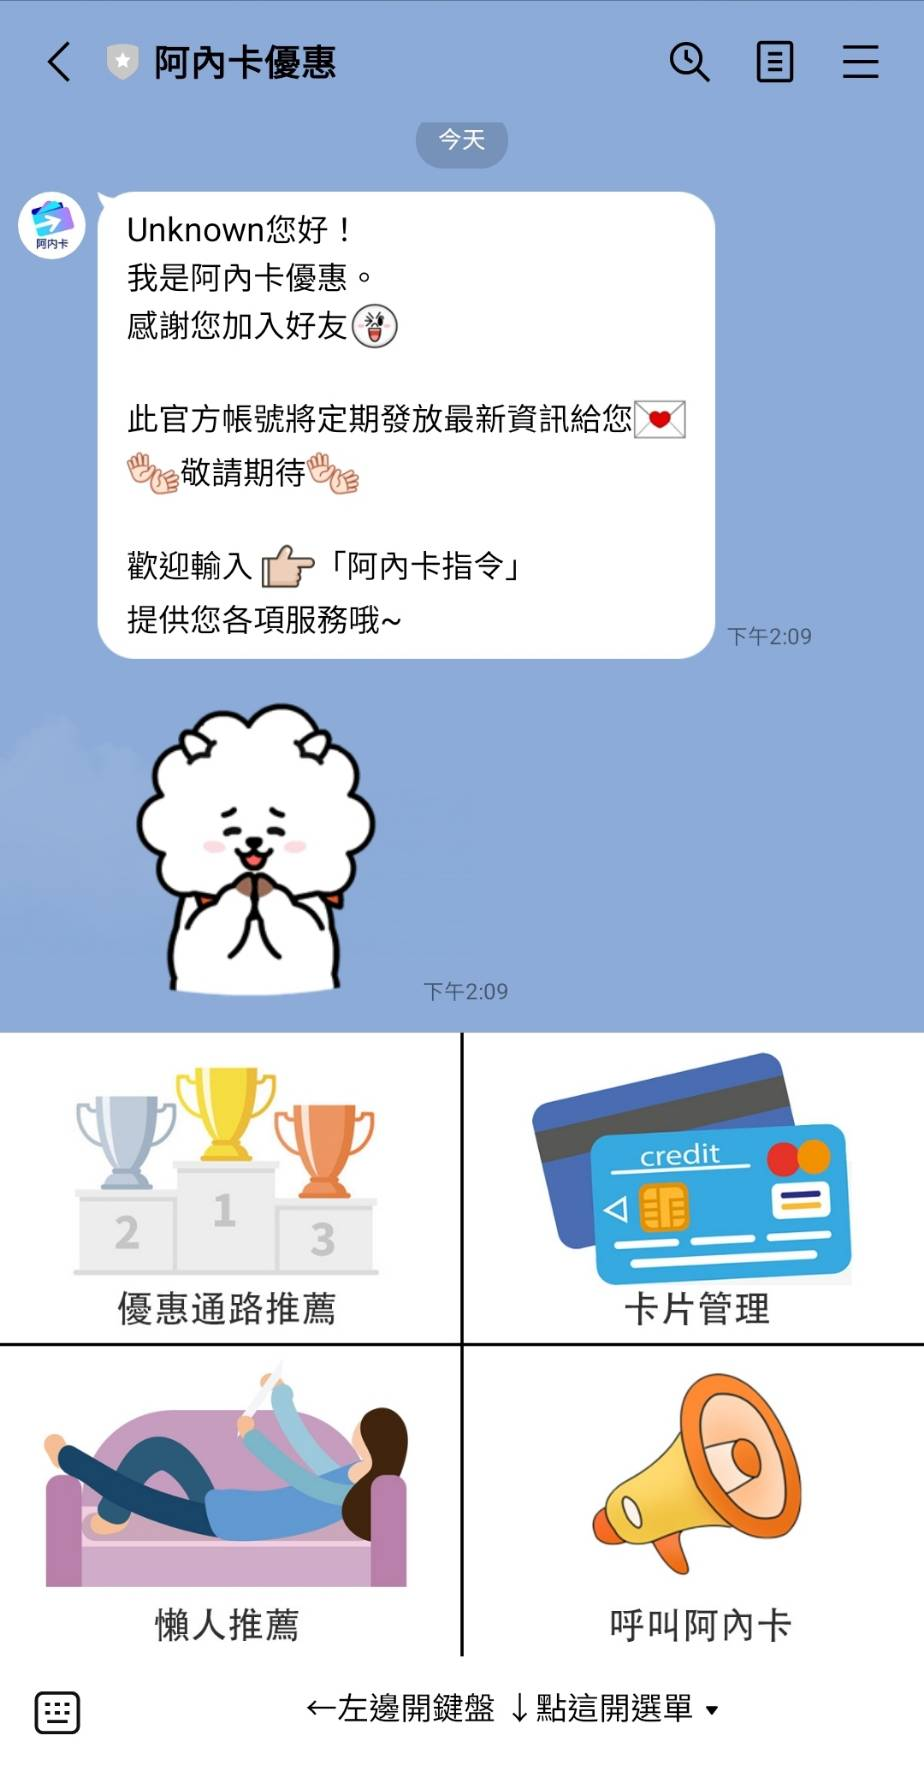 阿內卡優惠
今天
阿內卡
Unknown您好！
我是阿內卡優惠。
感謝您加入好友
此官方帳號將定期發放最新資訊給您
敬請期待
歡迎輸入「阿內卡指令」
提供您各項服務哦~
下午2:09
下午2:09
2
1
3
credit
優惠通路推薦
卡片管理
懶人推薦
呼叫阿內卡
←左邊開鍵盤 ↓點這開選單 ▾